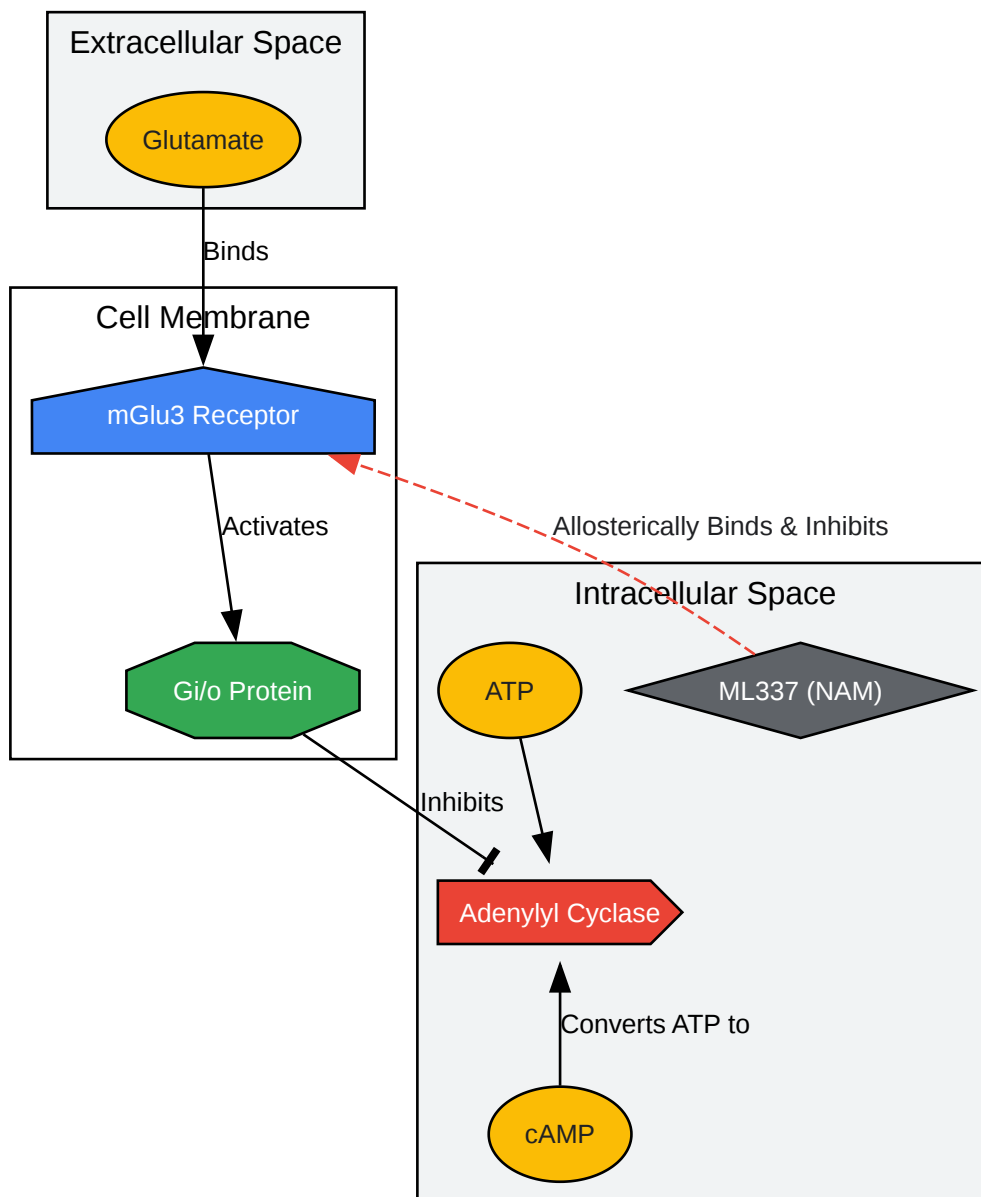 Extracellular Space
Glutamate
Binds
Cell Membrane
mGlu3 Receptor
Activates
Allosterically Binds & Inhibits
Intracellular Space
Gi/o Protein
ATP
ML337 (NAM)
Inhibits
Adenylyl Cyclase
Converts ATP to
cAMP